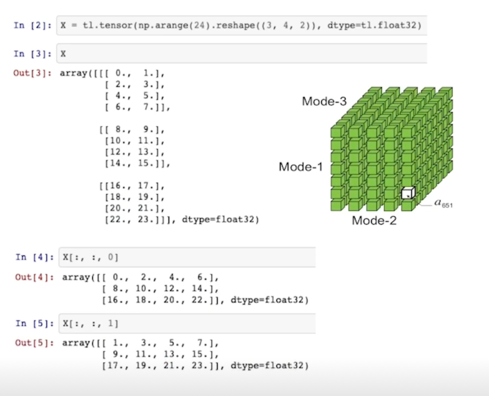 In [2]: X = tl.tensor(np.arange(24).reshape((3, 4, 2)), dtype=tl.float32)
In [3]: X
Out[3]: array([[[ 0., 1.],
[ 2., 3.],
[ 4., 5.],
[ 6., 7.]],
[[ 8., 9.],
[10., 11.],
[12., 13.],
[14., 15.]],
[[16., 17.],
[18., 19.],
[20., 21.],
[22., 23.]]], dtype=float32)
Mode-3
Mode-1
Mode-2
a651
In [4]: X[:, :, 0]
Out[4]: array([[ 0., 2., 4., 6.],
[ 8., 10., 12., 14.],
[16., 18., 20., 22.]], dtype=float32)
In [5]: X[:, :, 1]
Out[5]: array([[ 1., 3., 5., 7.],
[ 9., 11., 13., 15.],
[17., 19., 21., 23.]], dtype=float32)